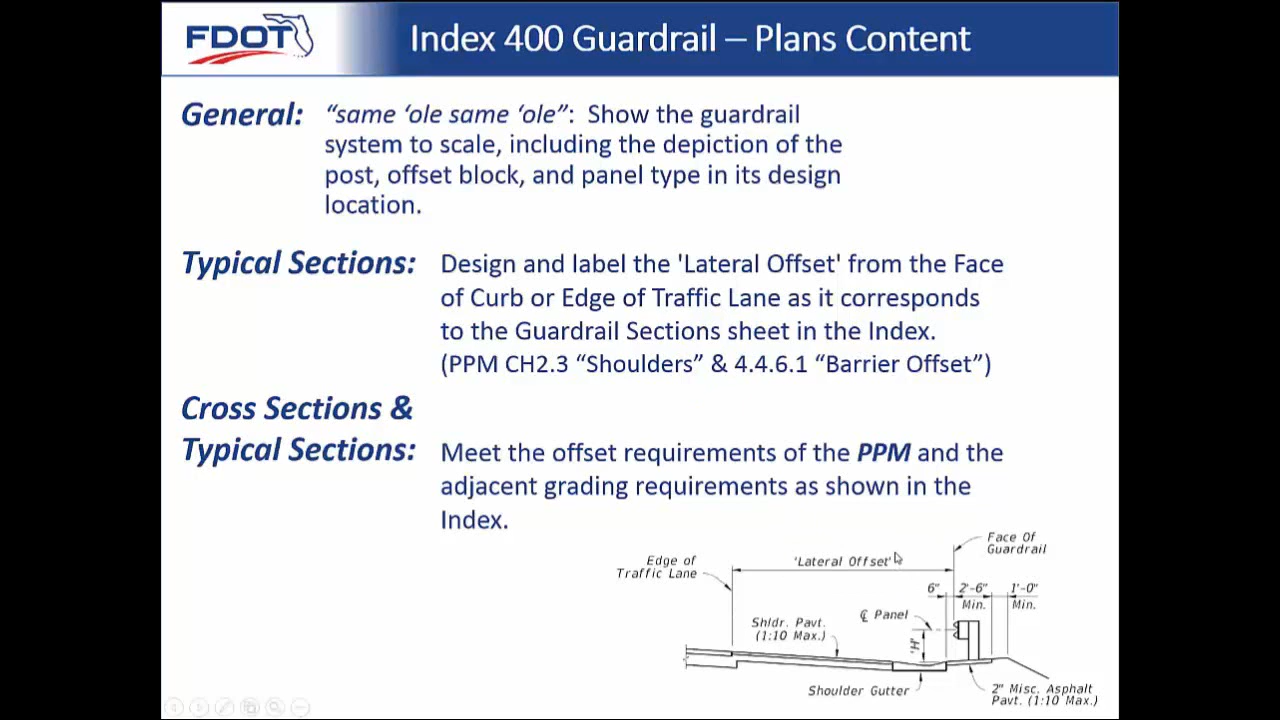 FDOT
Index 400 Guardrail – Plans Content
General: "same 'ole same 'ole": Show the guardrail
system to scale, including the depiction of the
post, offset block, and panel type in its design
location.
Typical Sections: Design and label the 'Lateral Offset' from the Face
of Curb or Edge of Traffic Lane as it corresponds
to the Guardrail Sections sheet in the Index.
(PPM CH2.3 “Shoulders” & 4.4.6.1 “Barrier Offset”)
Cross Sections &
Typical Sections: Meet the offset requirements of the PPM and the
adjacent grading requirements as shown in the
Index.
Face Of
Guardrail
Edge of
Traffic Lane
'Lateral Offset'
6" 2'-6" 1'-0"
Min. Min.
℄ Panel
Shldr. Pavt.
(1:10 Max.)
'H'
Shoulder Gutter
2" Misc. Asphalt
Pavt. (1:10 Max.)